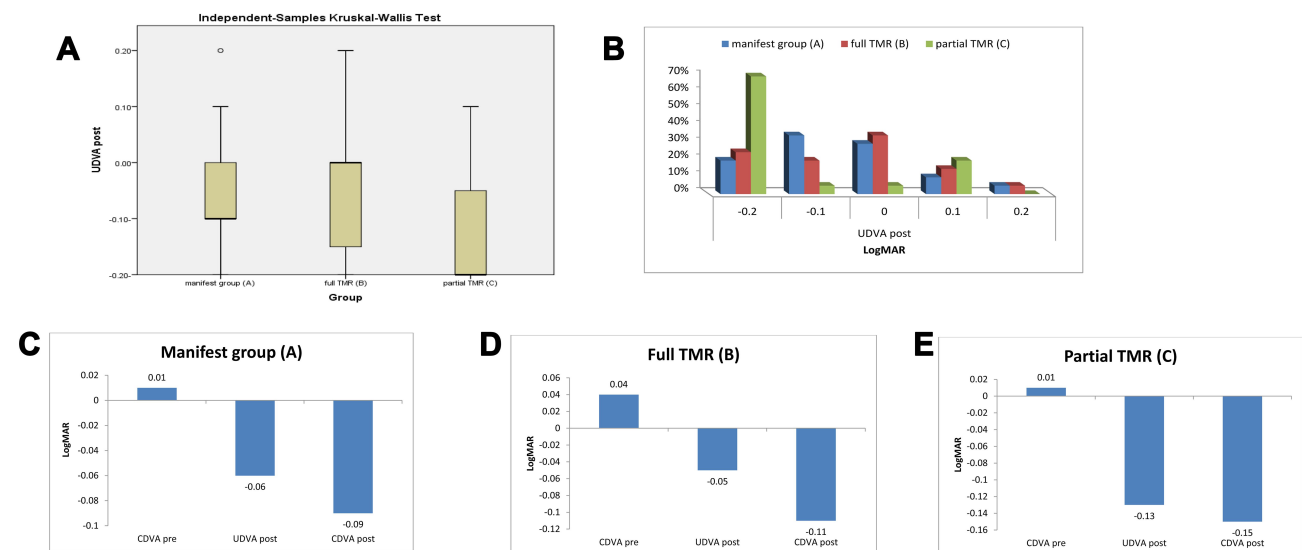 A
Independent-Samples Kruskal-Wallis Test
UDVA post
0.20
0.10
0.00
-0.10
-0.20
manifest group (A) full TMR (B) partial TMR (C)
Group
B
manifest group (A) full TMR (B) partial TMR (C)
70%
60%
50%
40%
30%
20%
10%
0%
-0.2 -0.1 0 0.1 0.2
UDVA post
LogMAR
C
Manifest group (A)
LogMAR
0.02
0
-0.02
-0.04
-0.06
-0.08
-0.1
0.01
-0.06
-0.09
CDVA pre UDVA post CDVA post
D
Full TMR (B)
LogMAR
0.06
0.04
0.02
0
-0.02
-0.04
-0.06
-0.08
-0.1
-0.12
0.04
-0.05
-0.11
CDVA pre UDVA post CDVA post
E
Partial TMR (C)
LogMAR
0.02
0
-0.02
-0.04
-0.06
-0.08
-0.1
-0.12
-0.14
-0.16
0.01
-0.13
-0.15
CDVA pre UDVA post CDVA post